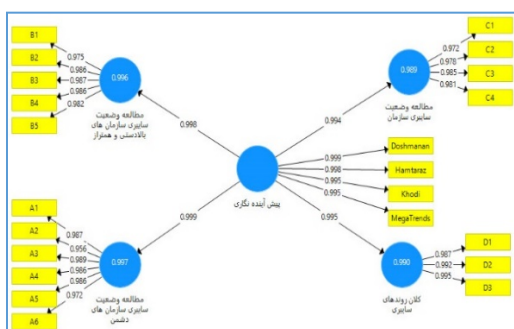 B1
B2
B3
B4
B5
0.975
0.986
0.987
0.986
0.982
0.996
مطالعه وضعیت
سایبری سازمان های
بالادستی و همتراز
0.998
C1
C2
C3
C4
0.972
0.978
0.985
0.981
0.989
مطالعه وضعیت
سایبری سازمان
0.994
پیش آینده نگاری
0.999
0.998
0.995
0.995
Doshmanan
Hamtaraz
Khodi
MegaTrends
0.999
A1
A2
A3
A4
A5
A6
0.987
0.956
0.989
0.986
0.986
0.972
0.997
مطالعه وضعیت
سایبری سازمان های
دشمن
0.995
0.990
D1
D2
D3
0.987
0.992
0.995
کلان روندهای
سایبری